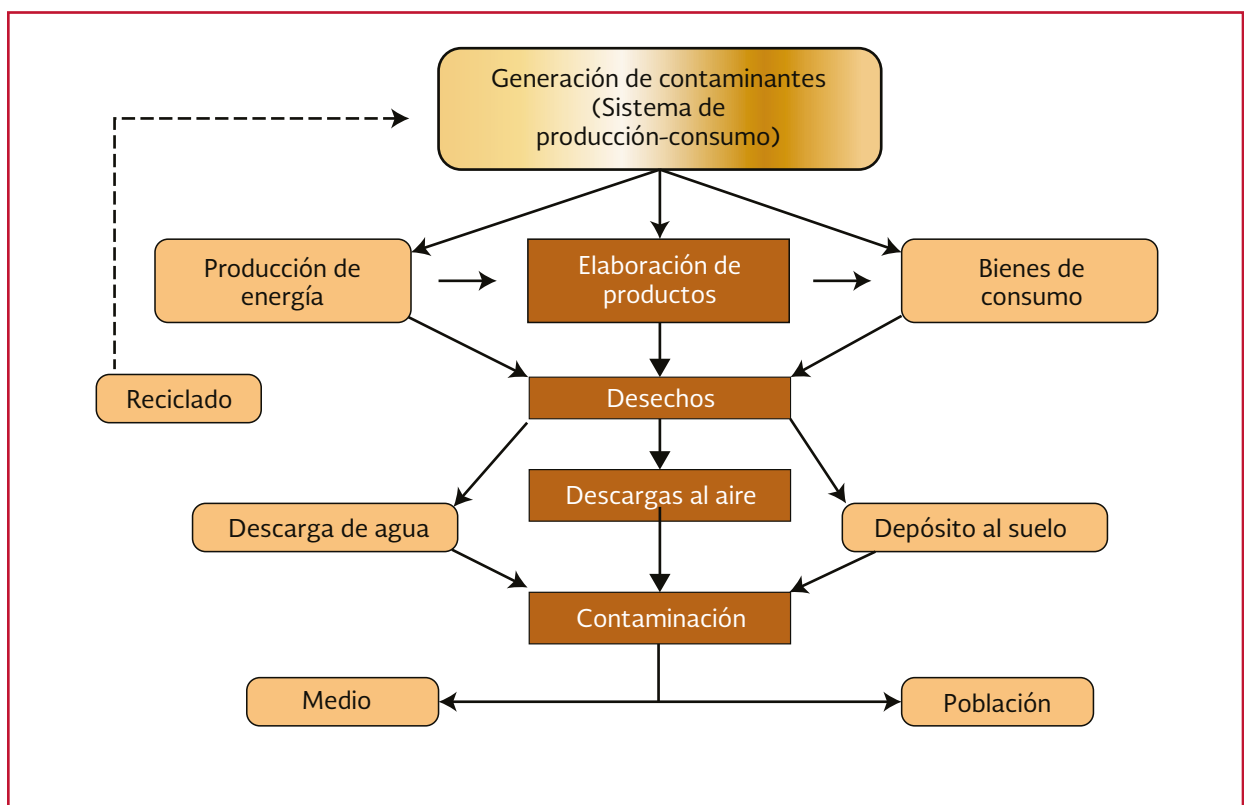 Generación de contaminantes
(Sistema de
producción-consumo)
Producción de
energía
Elaboración de
productos
Bienes de
consumo
Reciclado
Desechos
Descargas al aire
Descarga de agua
Depósito al suelo
Contaminación
Medio
Población